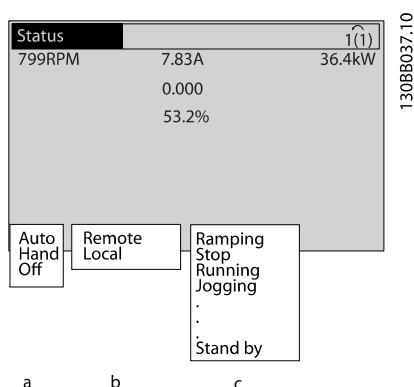 Status 1(1)
799RPM 7.83A 36.4kW
0.000
53.2%
Auto
Hand
Off
Remote
Local
Ramping
Stop
Running
Jogging
.
.
.
Stand by
a b c
130BB037.10